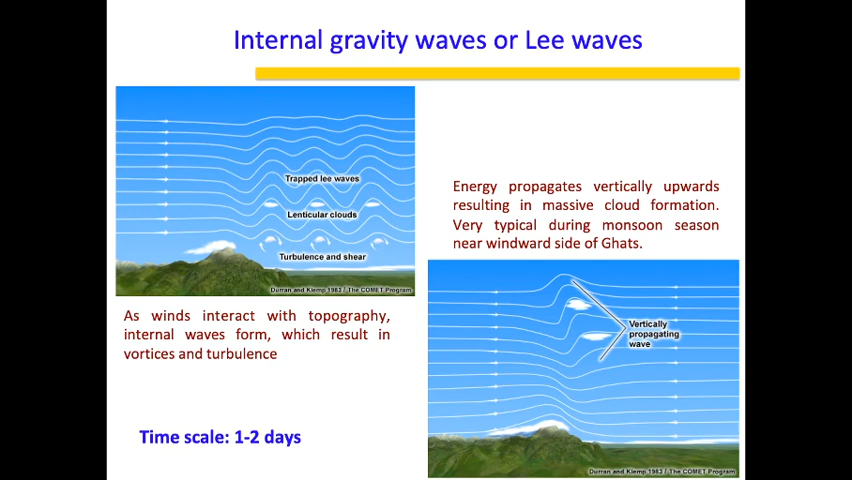 Internal gravity waves or Lee waves
Trapped lee waves
Lenticular clouds
Turbulence and shear
Durran and Klemp 1983 / The COMET Program
As winds interact with topography,
internal waves form, which result in
vortices and turbulence
Time scale: 1-2 days
Energy propagates vertically upwards
resulting in massive cloud formation.
Very typical during monsoon season
near windward side of Ghats.
Vertically
propagating
wave
Durran and Klemp 1983 / The COMET Program